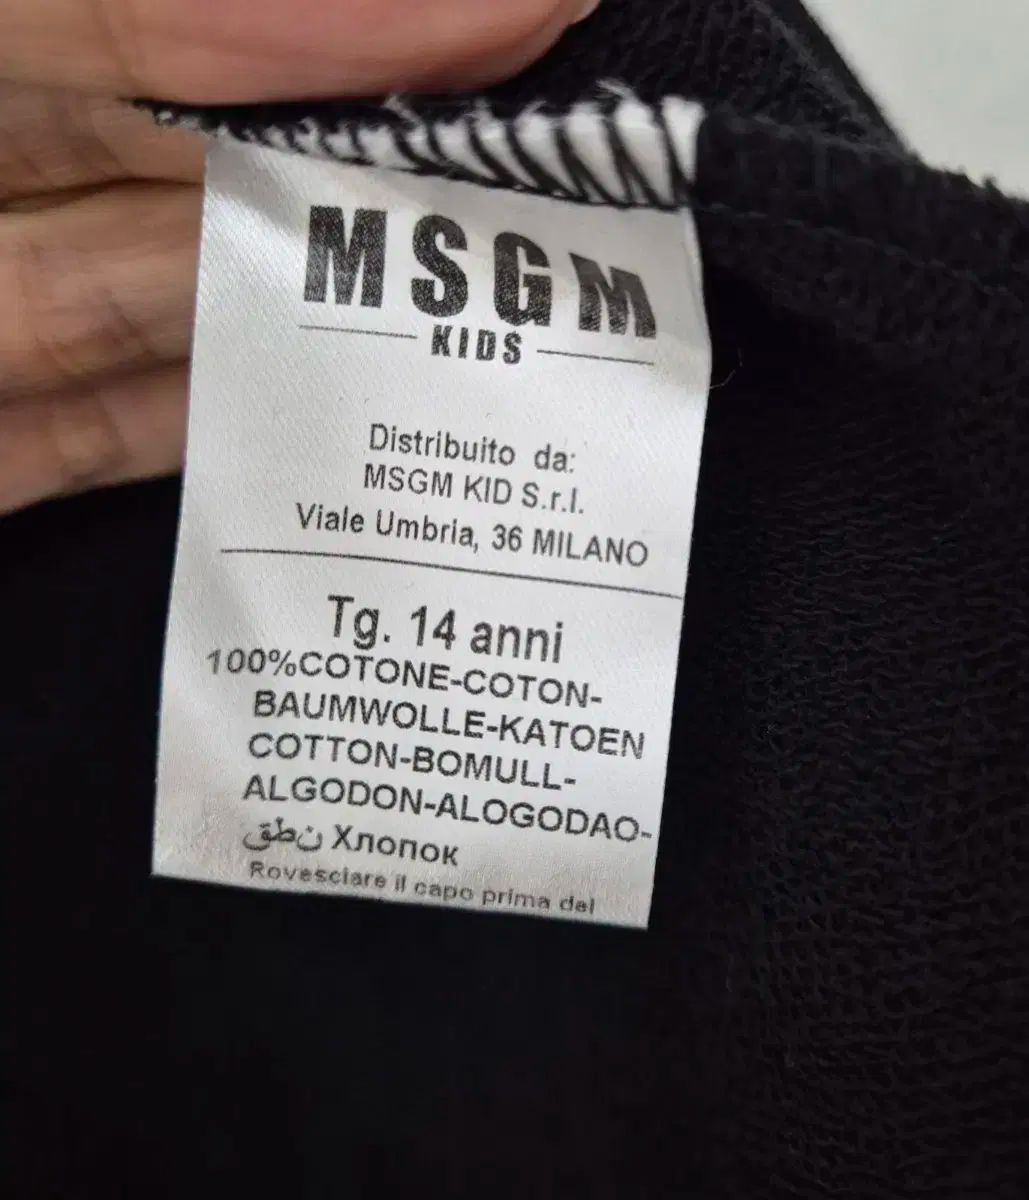 MSGM
KIDS
Distribuito da:
MSGM KID S.r.l.
Viale Umbria, 36 MILANO
Tg. 14 anni
100%COTONE-COTON-
BAUMWOLLE-KATOEN
COTTON-BOMULL-
ALGODON-ALOGODAO-
نطق Хлопок
Rovesciare il capo prima del